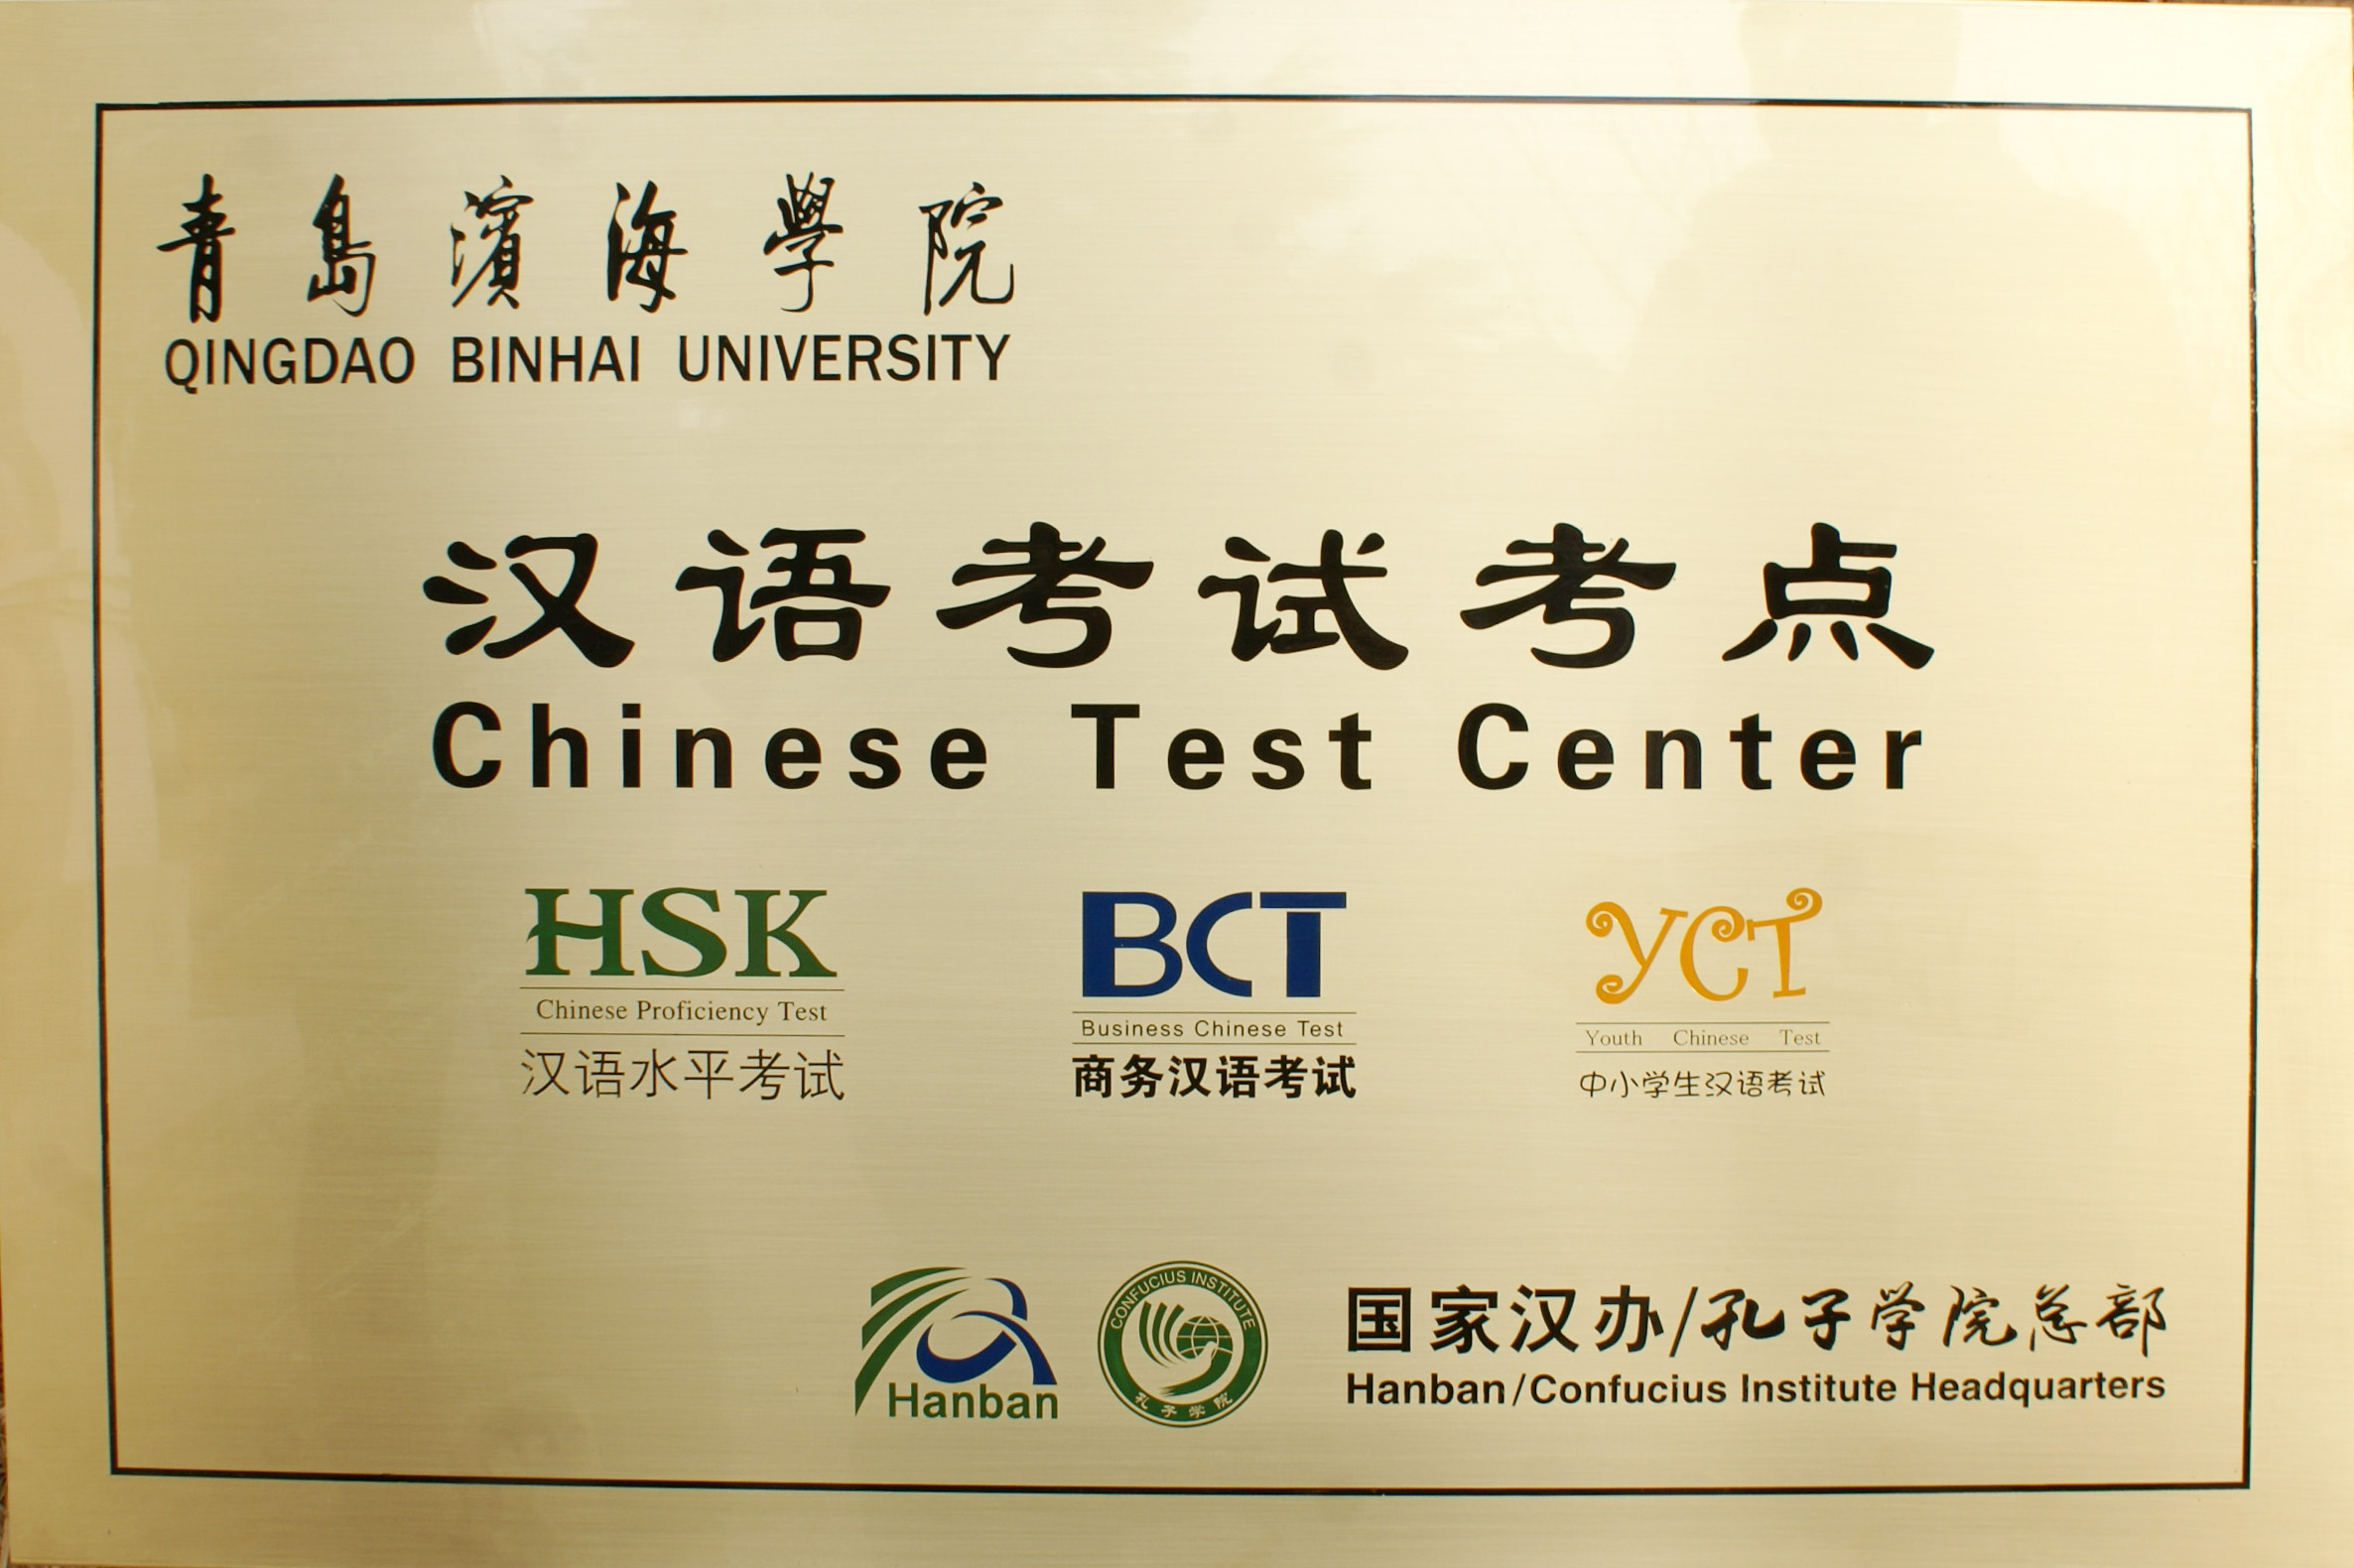 青島濱海學院
QINGDAO BINHAI UNIVERSITY
汉语考试考点
Chinese Test Center
HSK
Chinese Proficiency Test
汉语水平考试
BCT
Business Chinese Test
商务汉语考试
YCT
Youth Chinese Test
中小学生汉语考试
Hanban
CONFUCIUS INSTITUTE
孔子学院
国家汉办/孔子学院总部
Hanban/Confucius Institute Headquarters